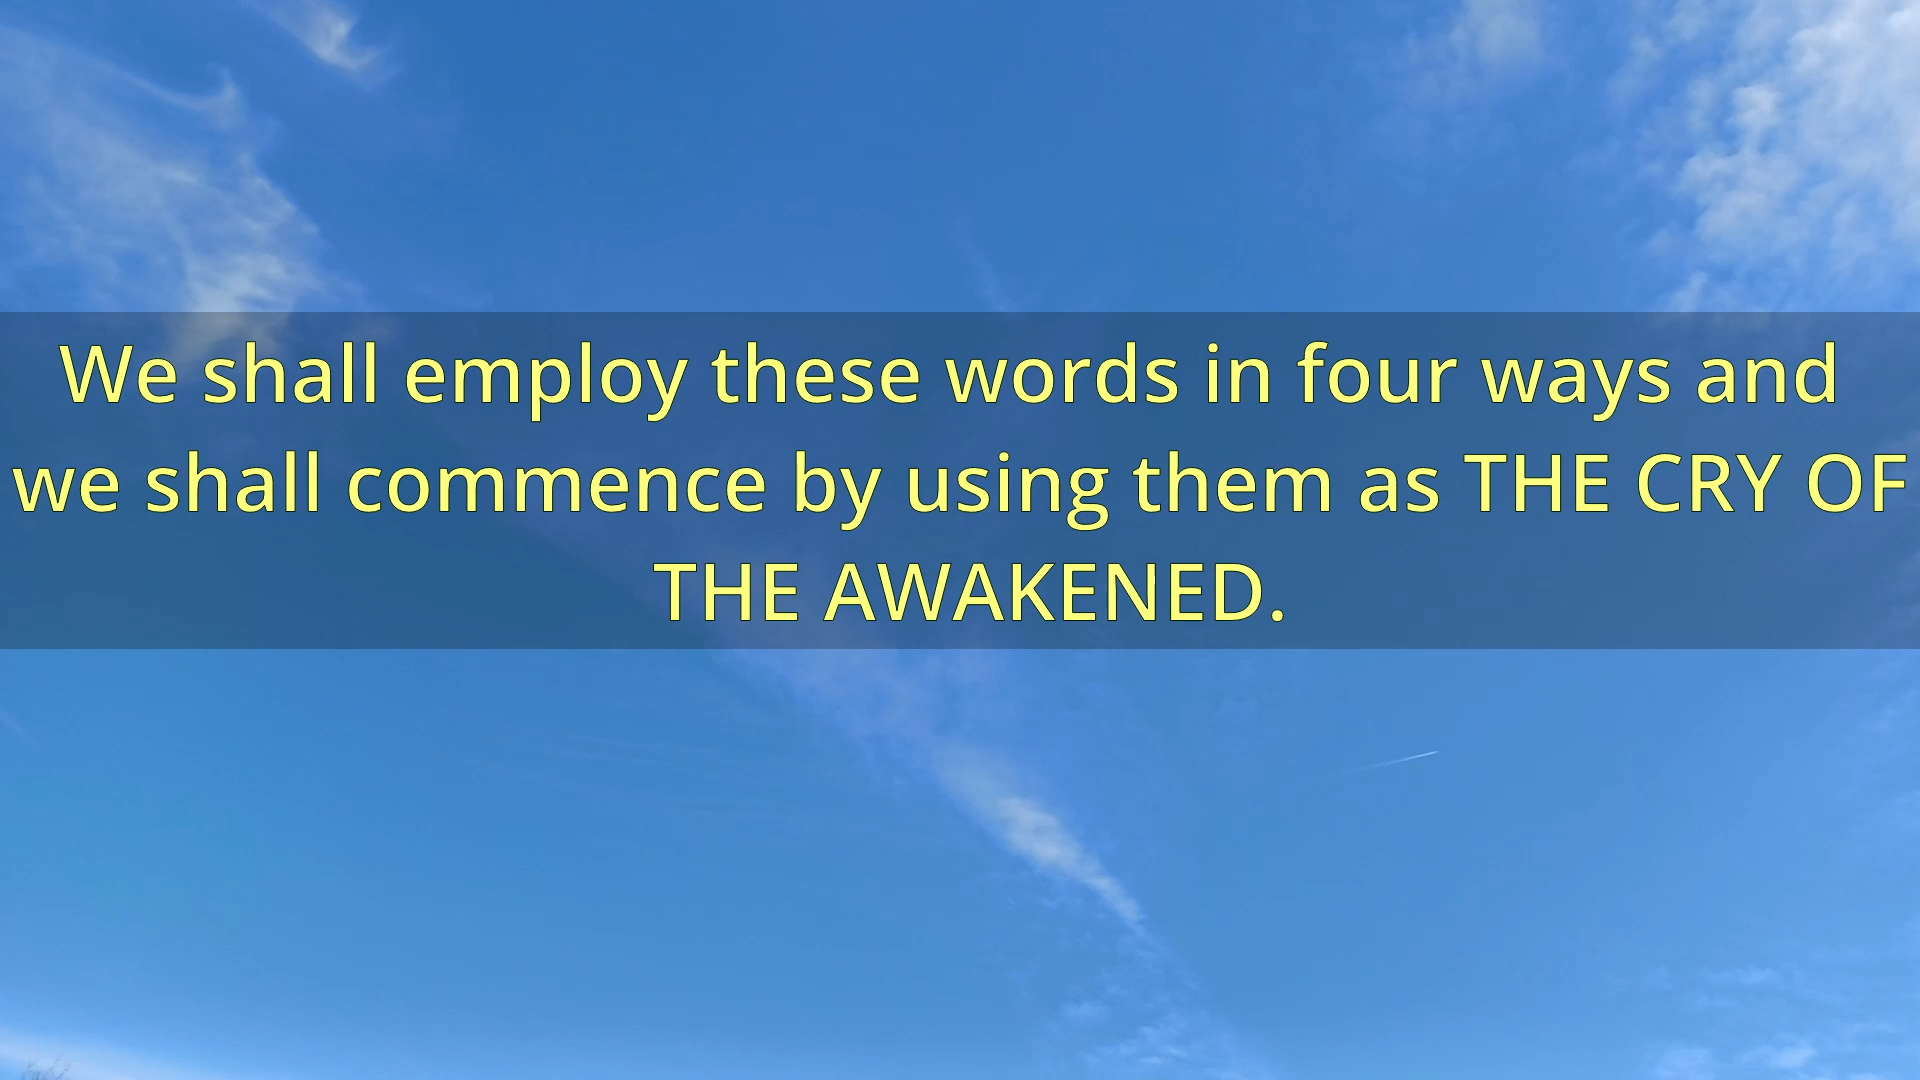 We shall employ these words in four ways and
we shall commence by using them as THE CRY OF
THE AWAKENED.